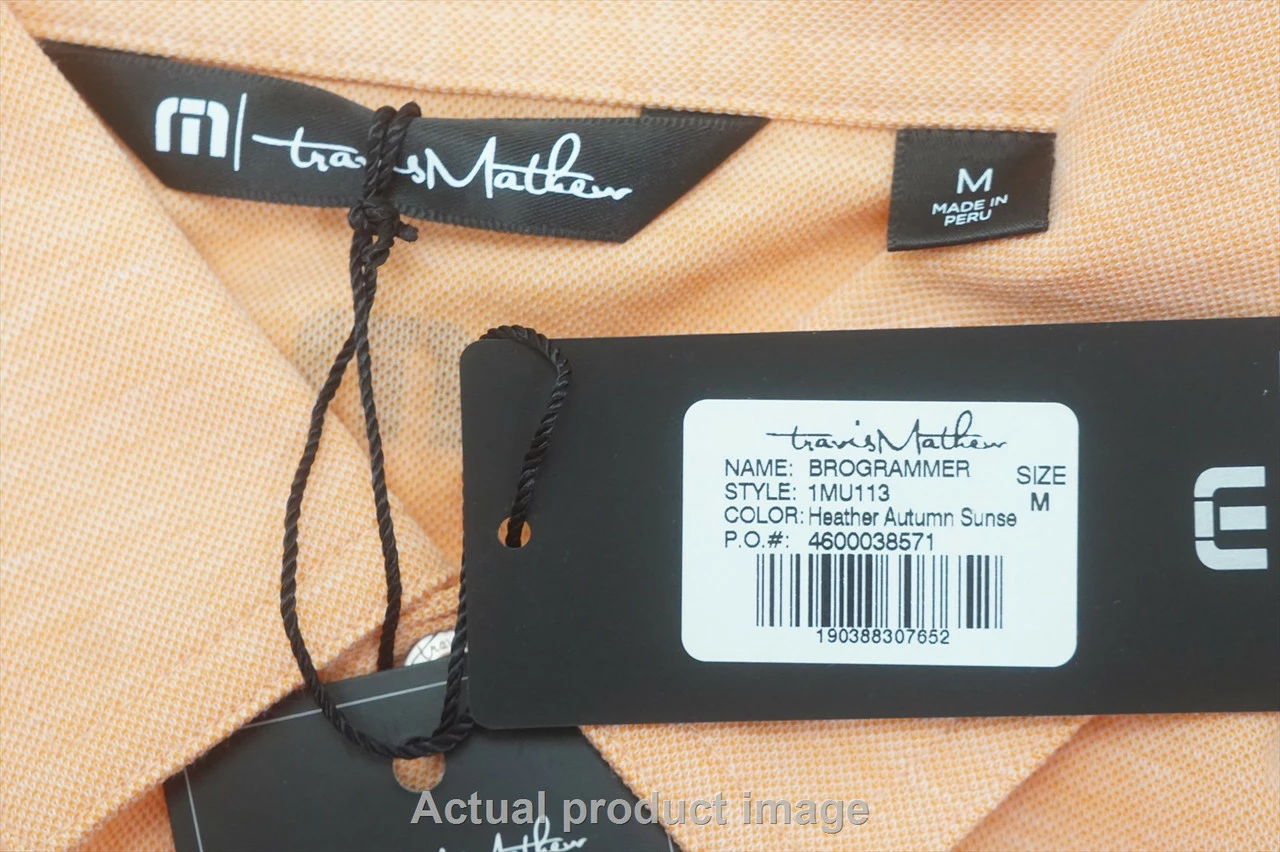 travisMathew
M
MADE IN
PERU
travisMathew
NAME: BROGRAMMER
SIZE
STYLE: 1MU113
M
COLOR: Heather Autumn Sunse
P.O.#: 4600038571
190388307652
Actual product image